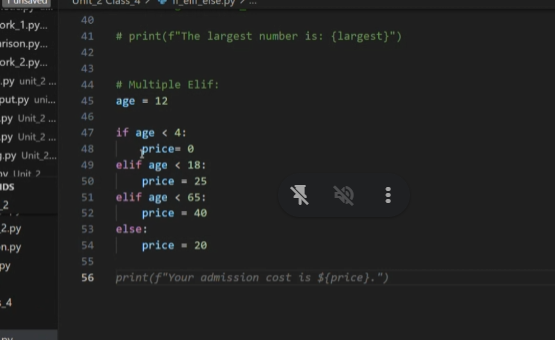 1 unsaved
Unit_2 Class_4 > if_elif_else.py > ...
ork_1.py...
rison.py...
ork_2.py...
.py unit_2 ...
put.py uni...
.py Unit_2 ...
.py Unit_2 ...
.py Unit_2...
Unit_2
_2
2.py
n.py
py
_4
40
41 # print(f"The largest number is: {largest}")
42
43
44 # Multiple Elif:
45 age = 12
46
47 if age < 4:
48 price= 0
49 elif age < 18:
50 price = 25
51 elif age < 65:
52 price = 40
53 else:
54 price = 20
55
56 print(f"Your admission cost is ${price}.")